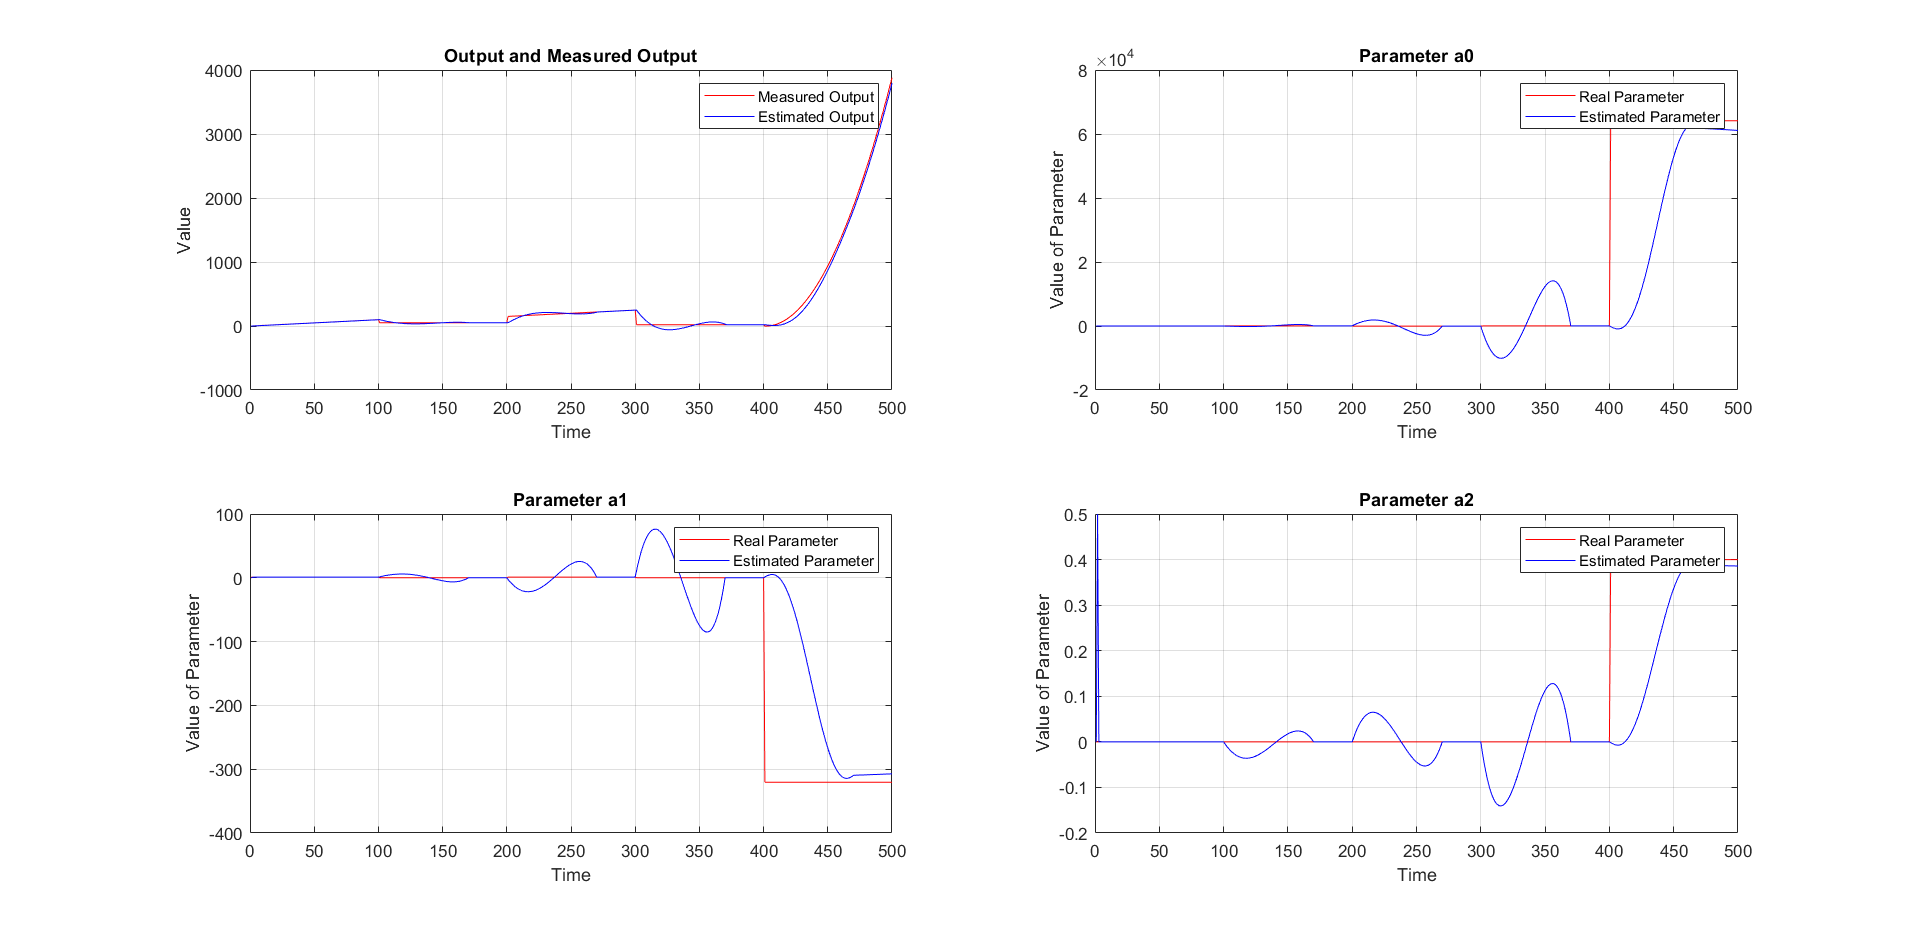 Output and Measured Output
4000
3000
2000
1000
0
-1000
Value
Measured Output
Estimated Output
0 50 100 150 200 250 300 350 400 450 500
Time
Parameter a0
×10^4
8
6
4
2
0
-2
Value of Parameter
Real Parameter
Estimated Parameter
0 50 100 150 200 250 300 350 400 450 500
Time
Parameter a1
100
0
-100
-200
-300
-400
Value of Parameter
Real Parameter
Estimated Parameter
0 50 100 150 200 250 300 350 400 450 500
Time
Parameter a2
0.5
0.4
0.3
0.2
0.1
0
-0.1
-0.2
Value of Parameter
Real Parameter
Estimated Parameter
0 50 100 150 200 250 300 350 400 450 500
Time